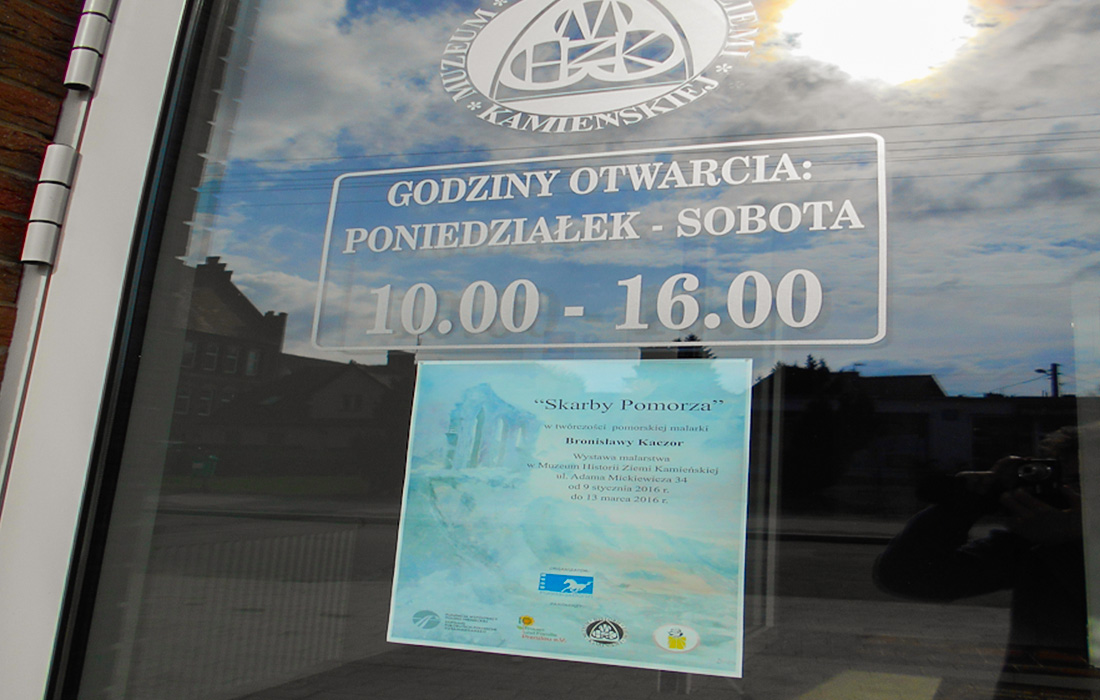 MUZEUM
ZIEMI
KAMIEŃSKIEJ
GODZINY OTWARCIA:
PONIEDZIAŁEK - SOBOTA
10.00 - 16.00
“Skarby Pomorza”
w twórczości pomorskiej malarki
Bronisławy Kaczor
Wystawa malarstwa
w Muzeum Historii Ziemi Kamieńskiej
ul. Adama Mickiewicza 34
od 9 stycznia 2016 r.
do 13 marca 2016 r.